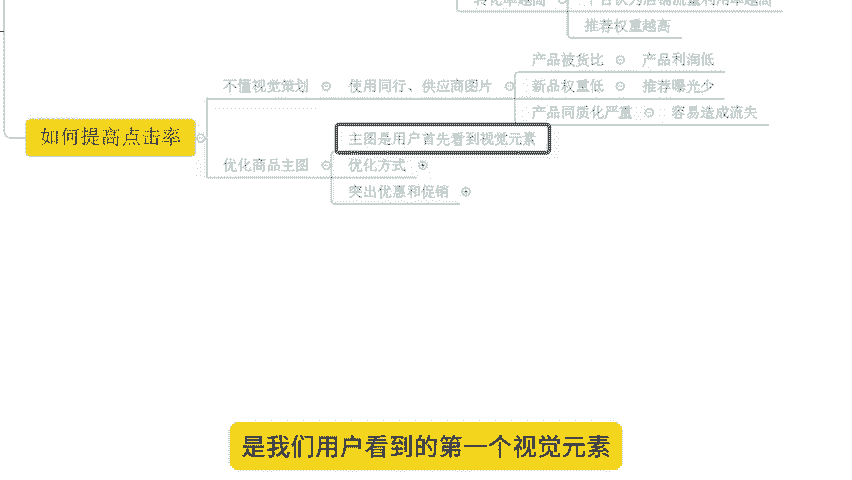 推荐权重越高
产品被货比 产品利润低
不懂视觉策划 使用同行、供应商图片 新品权重低 推荐曝光少
产品同质化严重 容易造成流失
如何提高点击率 主图是用户首先看到视觉元素
优化商品主图 优化方式
突出优惠和促销
是我们用户看到的第一个视觉元素